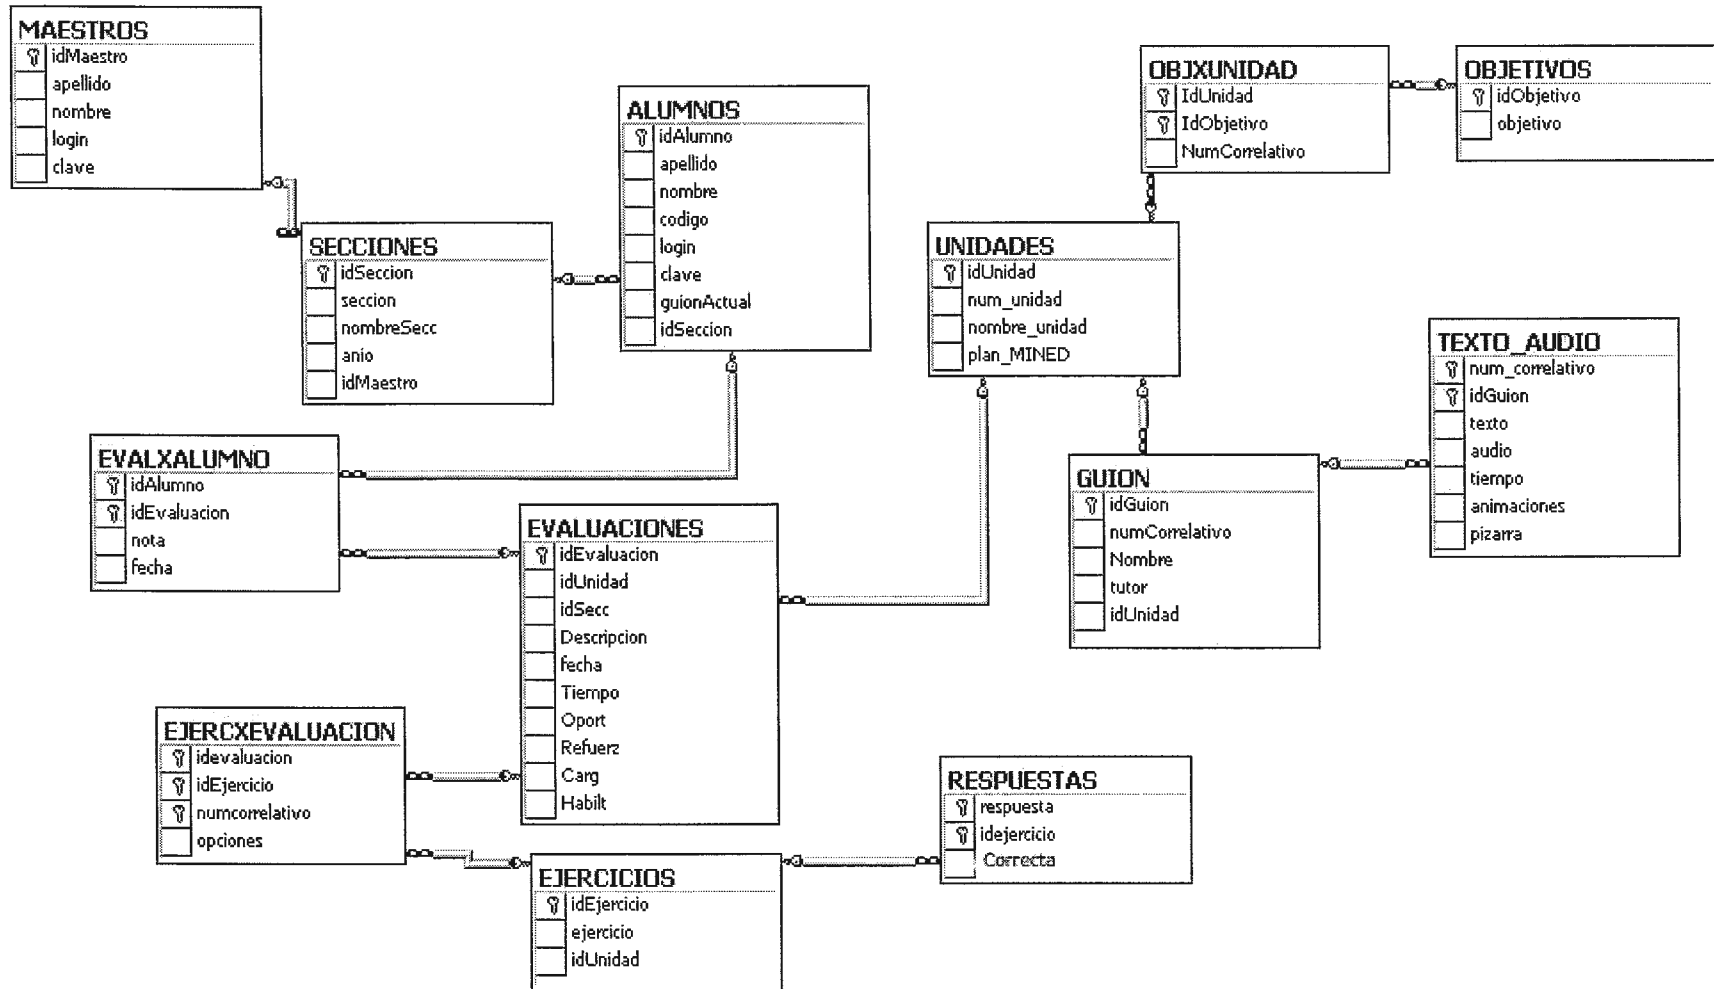 MAESTROS
idMaestro
apellido
nombre
login
clave
SECCIONES
idSeccion
seccion
nombreSecc
anio
idMaestro
ALUMNOS
idAlumno
apellido
nombre
codigo
login
clave
guionActual
idSeccion
OBJXUNIDAD
IdUnidad
IdObjetivo
NumCorrelativo
OBJETIVOS
idObjetivo
objetivo
UNIDADES
idUnidad
num_unidad
nombre_unidad
plan_MINED
TEXTO_AUDIO
num_correlativo
idGuion
texto
audio
tiempo
animaciones
pizarra
GUION
idGuion
numCorrelativo
Nombre
tutor
idUnidad
EVALXALUMNO
idAlumno
idEvaluacion
nota
fecha
EVALUACIONES
idEvaluacion
idUnidad
idSecc
Descripcion
fecha
Tiempo
Oport
Refuerz
Carg
Habilt
EJERCXEVALUACION
idevaluacion
idEjercicio
numcorrelativo
opciones
RESPUESTAS
respuesta
idejercicio
Correcta
EJERCICIOS
idEjercicio
ejercicio
idUnidad